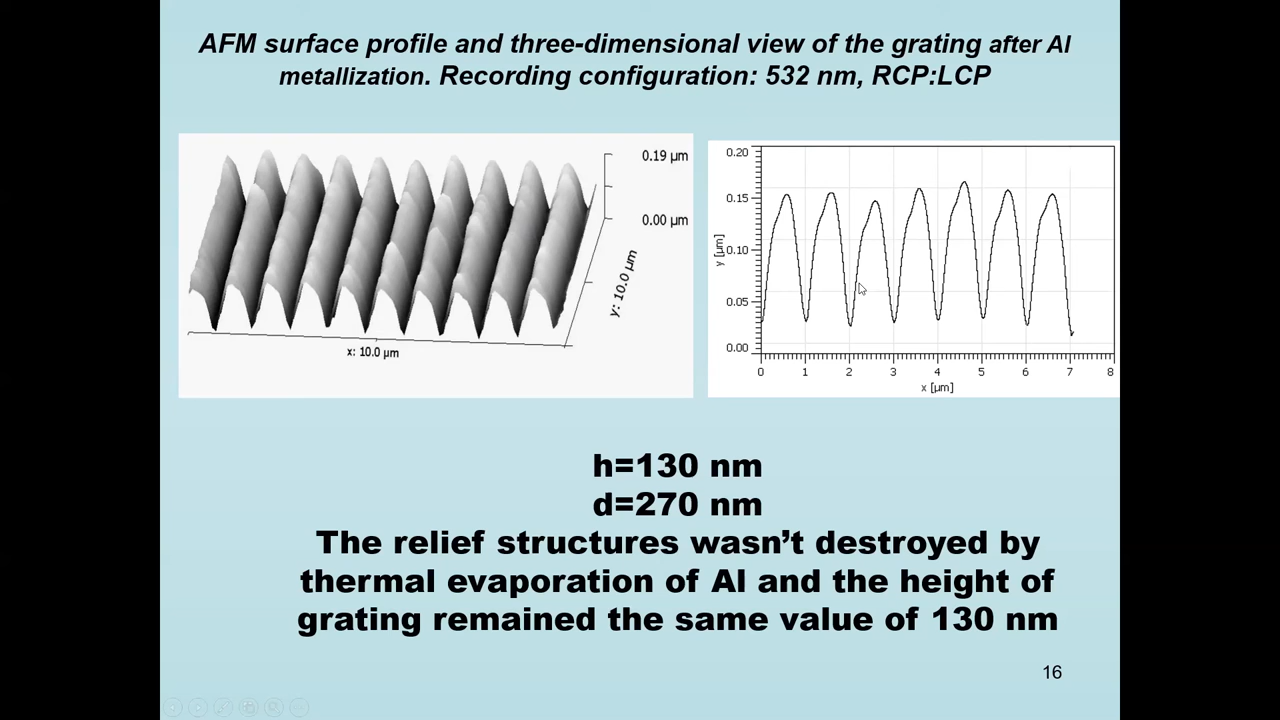 AFM surface profile and three-dimensional view of the grating after Al
metallization. Recording configuration: 532 nm, RCP:LCP
0.19 µm
0.00 µm
y: 10.0 µm
x: 10.0 µm
0.20
0.15
0.10
0.05
0.00
y [µm]
0 1 2 3 4 5 6 7 8
x [µm]
h=130 nm
d=270 nm
The relief structures wasn’t destroyed by
thermal evaporation of Al and the height of
grating remained the same value of 130 nm
16